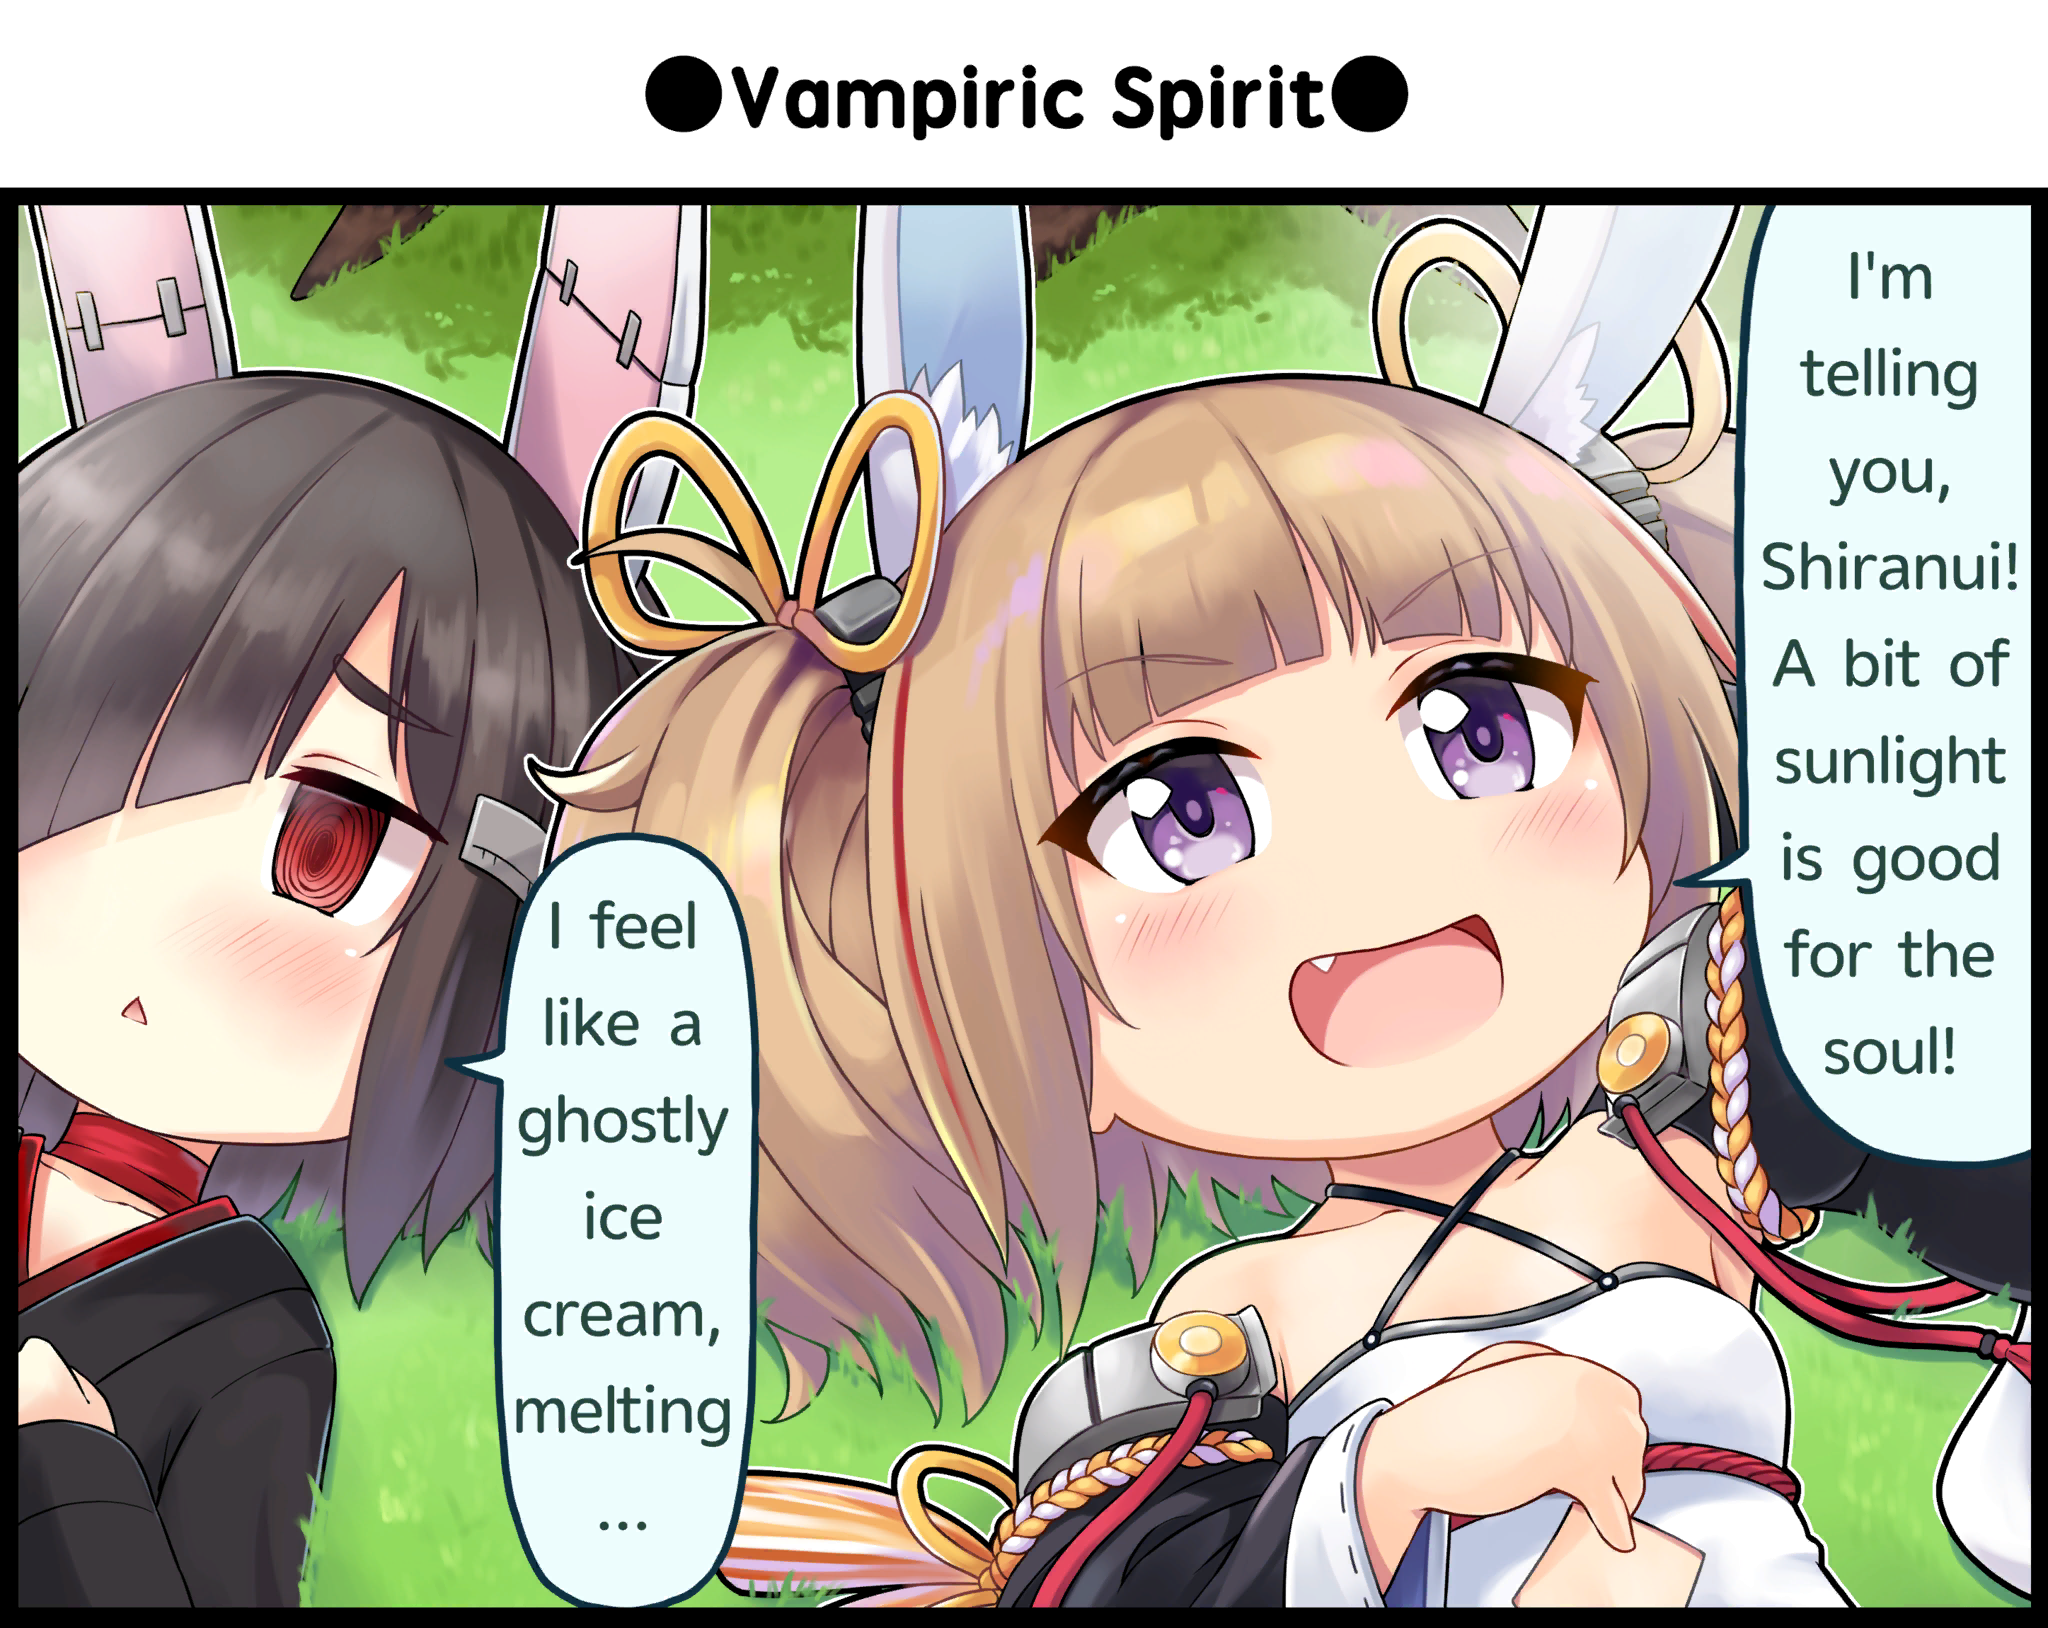 ●Vampiric Spirit●
I'm
telling
you,
Shiranui!
A bit of
sunlight
is good
for the
soul!
I feel
like a
ghostly
ice
cream,
melting
...